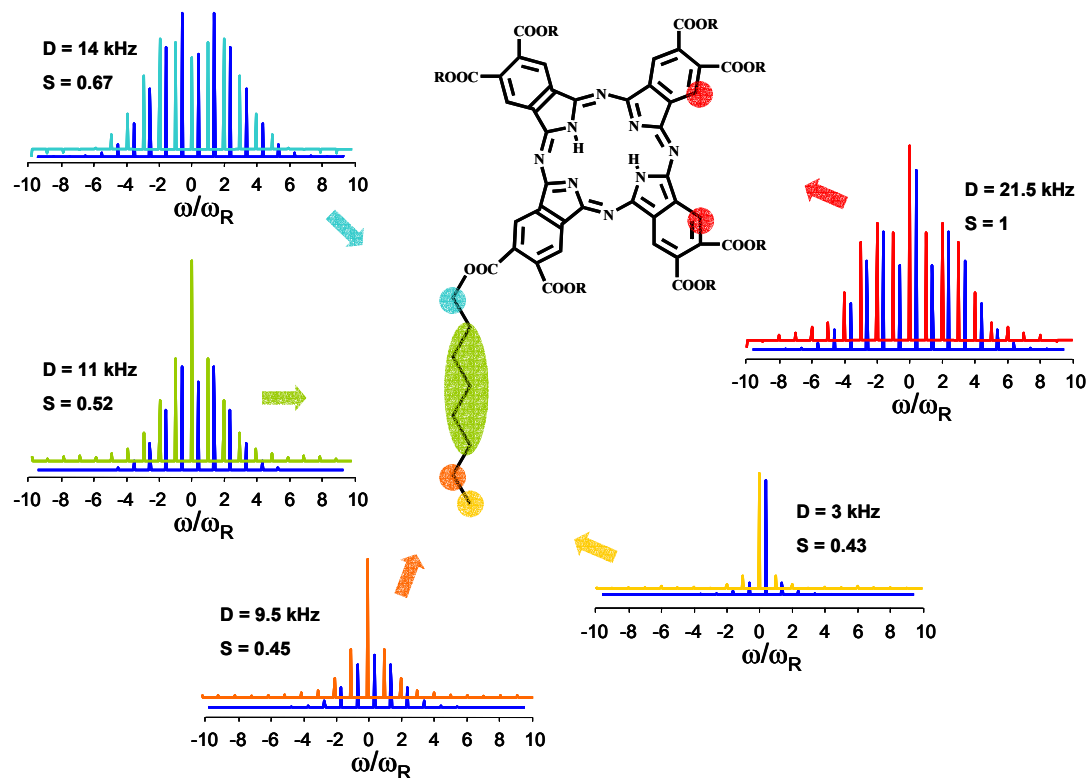 D = 14 kHz
S = 0.67
-10 -8 -6 -4 -2 0 2 4 6 8 10
ω/ωR
COOR
COOR
ROOC
COOR
N
N
N
H
N
N
H
N
N
N
N
N
COOR
OOC
COOR
COOR
D = 21.5 kHz
S = 1
-10 -8 -6 -4 -2 0 2 4 6 8 10
ω/ωR
D = 11 kHz
S = 0.52
-10 -8 -6 -4 -2 0 2 4 6 8 10
ω/ωR
D = 3 kHz
S = 0.43
-10 -8 -6 -4 -2 0 2 4 6 8 10
ω/ωR
D = 9.5 kHz
S = 0.45
-10 -8 -6 -4 -2 0 2 4 6 8 10
ω/ωR